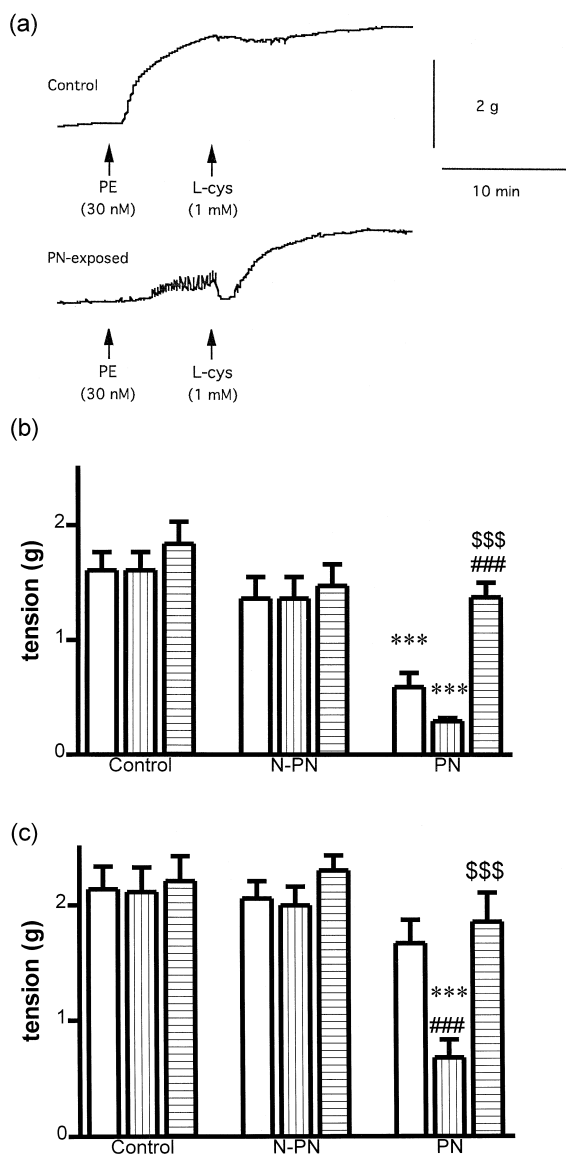 (a)
Control
2 g
PE
L-cys
(30 nM)
(1 mM)
10 min
PN-exposed
PE
L-cys
(30 nM)
(1 mM)
(b)
tension (g)
2
1
0
$$$
###
***
***
Control
N-PN
PN
(c)
tension (g)
2
1
0
$$$
***
###
Control
N-PN
PN